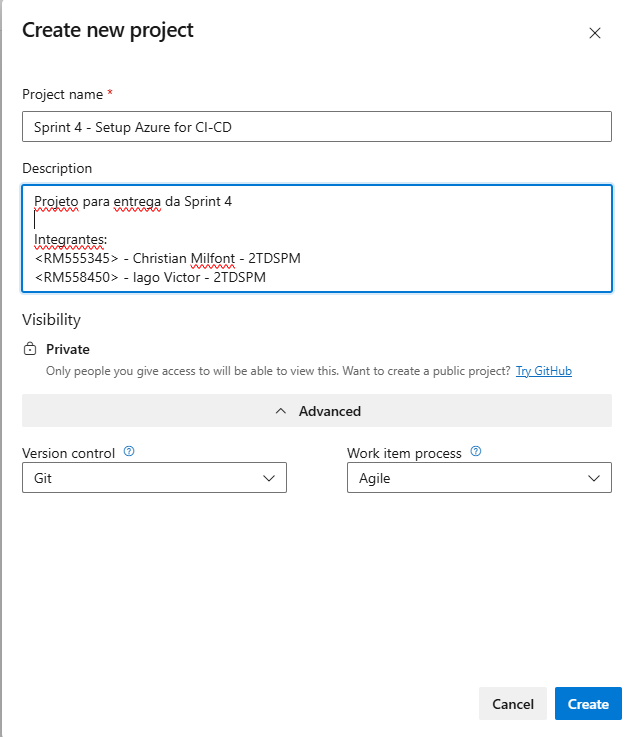 Create new project
Project name *
Sprint 4 - Setup Azure for CI-CD
Description
Projeto para entrega da Sprint 4
Integrantes:
<RM555345> - Christian Milfont - 2TDSPM
<RM558450> - Iago Victor - 2TDSPM
Visibility
Private
Only people you give access to will be able to view this. Want to create a public project? Try GitHub
Advanced
Version control
Work item process
Git
Agile
Cancel
Create